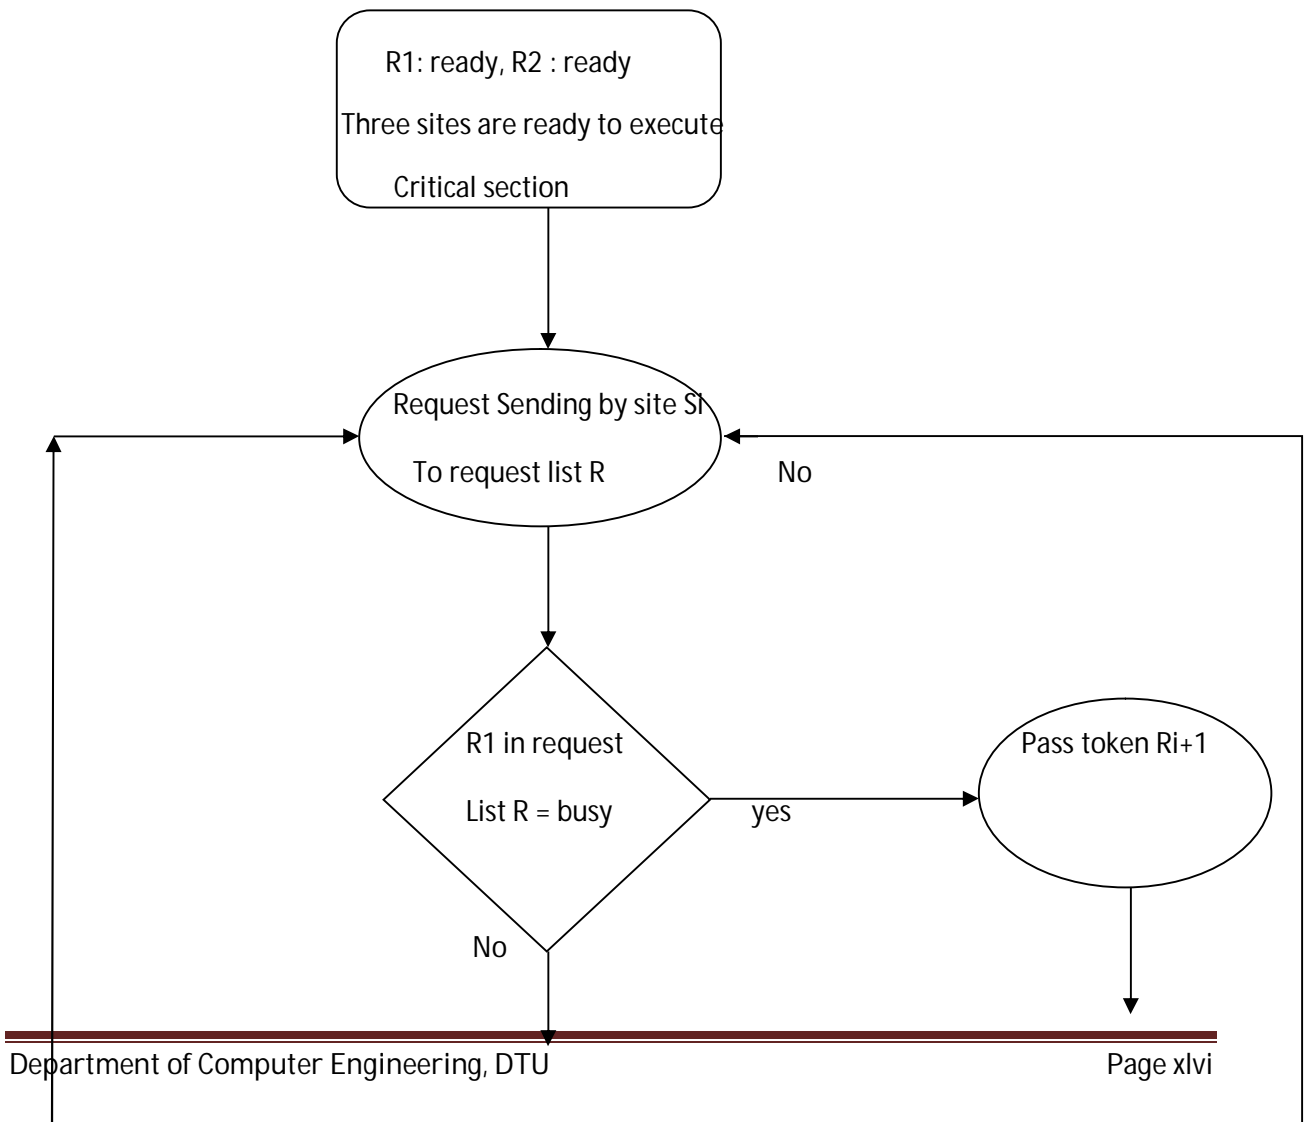 R1: ready, R2 : ready
Three sites are ready to execute
Critical section
Request Sending by site Si
To request list R
No
R1 in request
List R = busy
yes
Pass token Ri+1
No
Department of Computer Engineering, DTU
Page xlvi